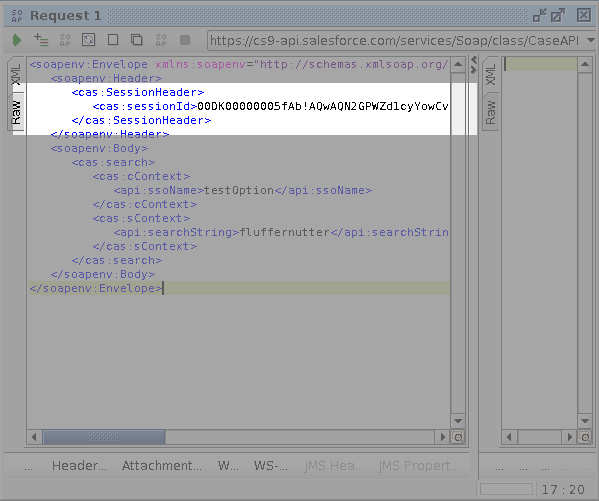 Request 1
https://cs9-api.salesforce.com/services/Soap/class/CaseAPI
XML
Raw
<soapenv:Envelope xmlns:soapenv="http://schemas.xmlsoap.org/
<soapenv:Header>
<cas:SessionHeader>
<cas:sessionId>00DK00000005fAb!AQwAQN2GPWZdlcyYowCv
</cas:SessionHeader>
</soapenv:Header>
<soapenv:Body>
<cas:search>
<cas:cContext>
<api:ssoName>testOption</api:ssoName>
</cas:cContext>
<cas:sContext>
<api:searchString>fluffernutter</api:searchStrin
</cas:sContext>
</cas:search>
</soapenv:Body>
</soapenv:Envelope>
XML
Raw
... Header... Attachment... W... WS-... JMS Hea... JMS Propert... ... ... ... ...
17 : 20